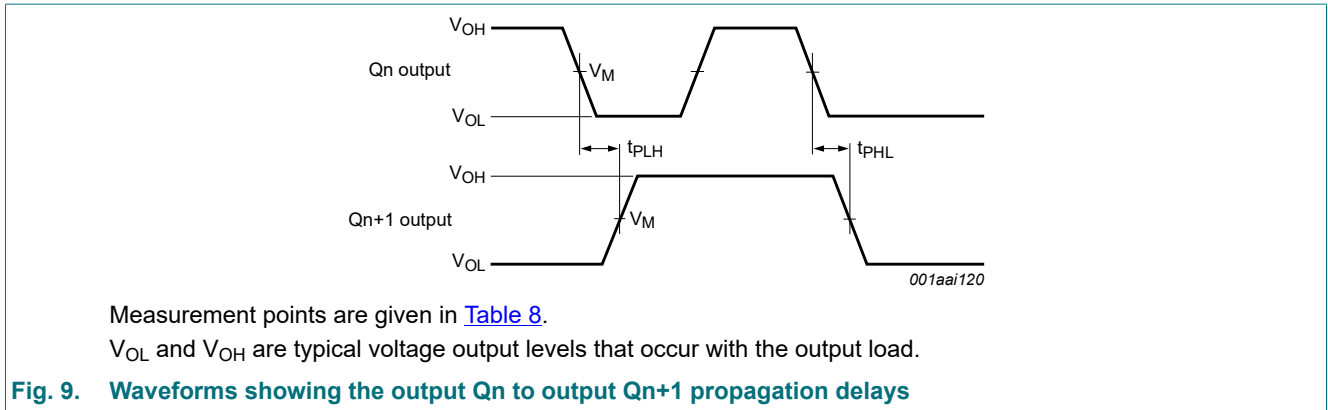 VOH
Qn output
VM
VOL
tPLH
tPHL
VOH
Qn+1 output
VM
VOL
001aai120
Measurement points are given in Table 8.
VOL and VOH are typical voltage output levels that occur with the output load.
Fig. 9. Waveforms showing the output Qn to output Qn+1 propagation delays